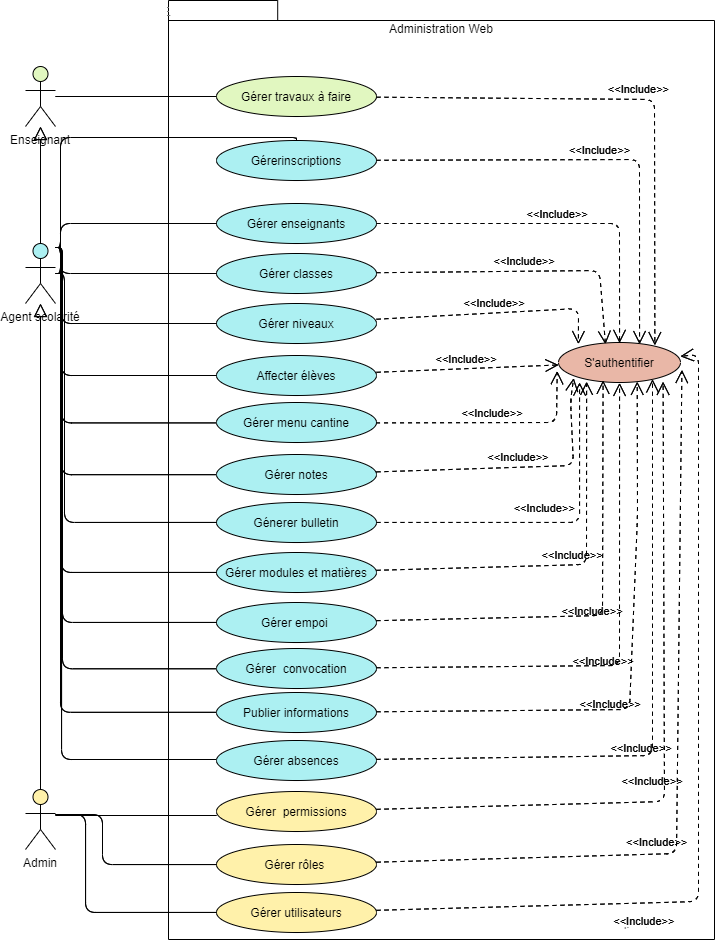 Administration Web
<<Include>>
Gérer travaux à faire
Enseignant
<<Include>>
Gérerinscriptions
<<Include>>
Gérer enseignants
<<Include>>
Gérer classes
Agent scolarité
<<Include>>
Gérer niveaux
<<Include>>
S'authentifier
Affecter élèves
<<Include>>
Gérer menu cantine
<<Include>>
Gérer notes
<<Include>>
Génerer bulletin
<<Include>>
Gérer modules et matières
<<Include>>
Gérer empoi
<<Include>>
Gérer  convocation
<<Include>>
Publier informations
<<Include>>
Gérer absences
<<Include>>
Gérer  permissions
<<Include>>
Admin
Gérer rôles
Gérer utilisateurs
<<Include>>